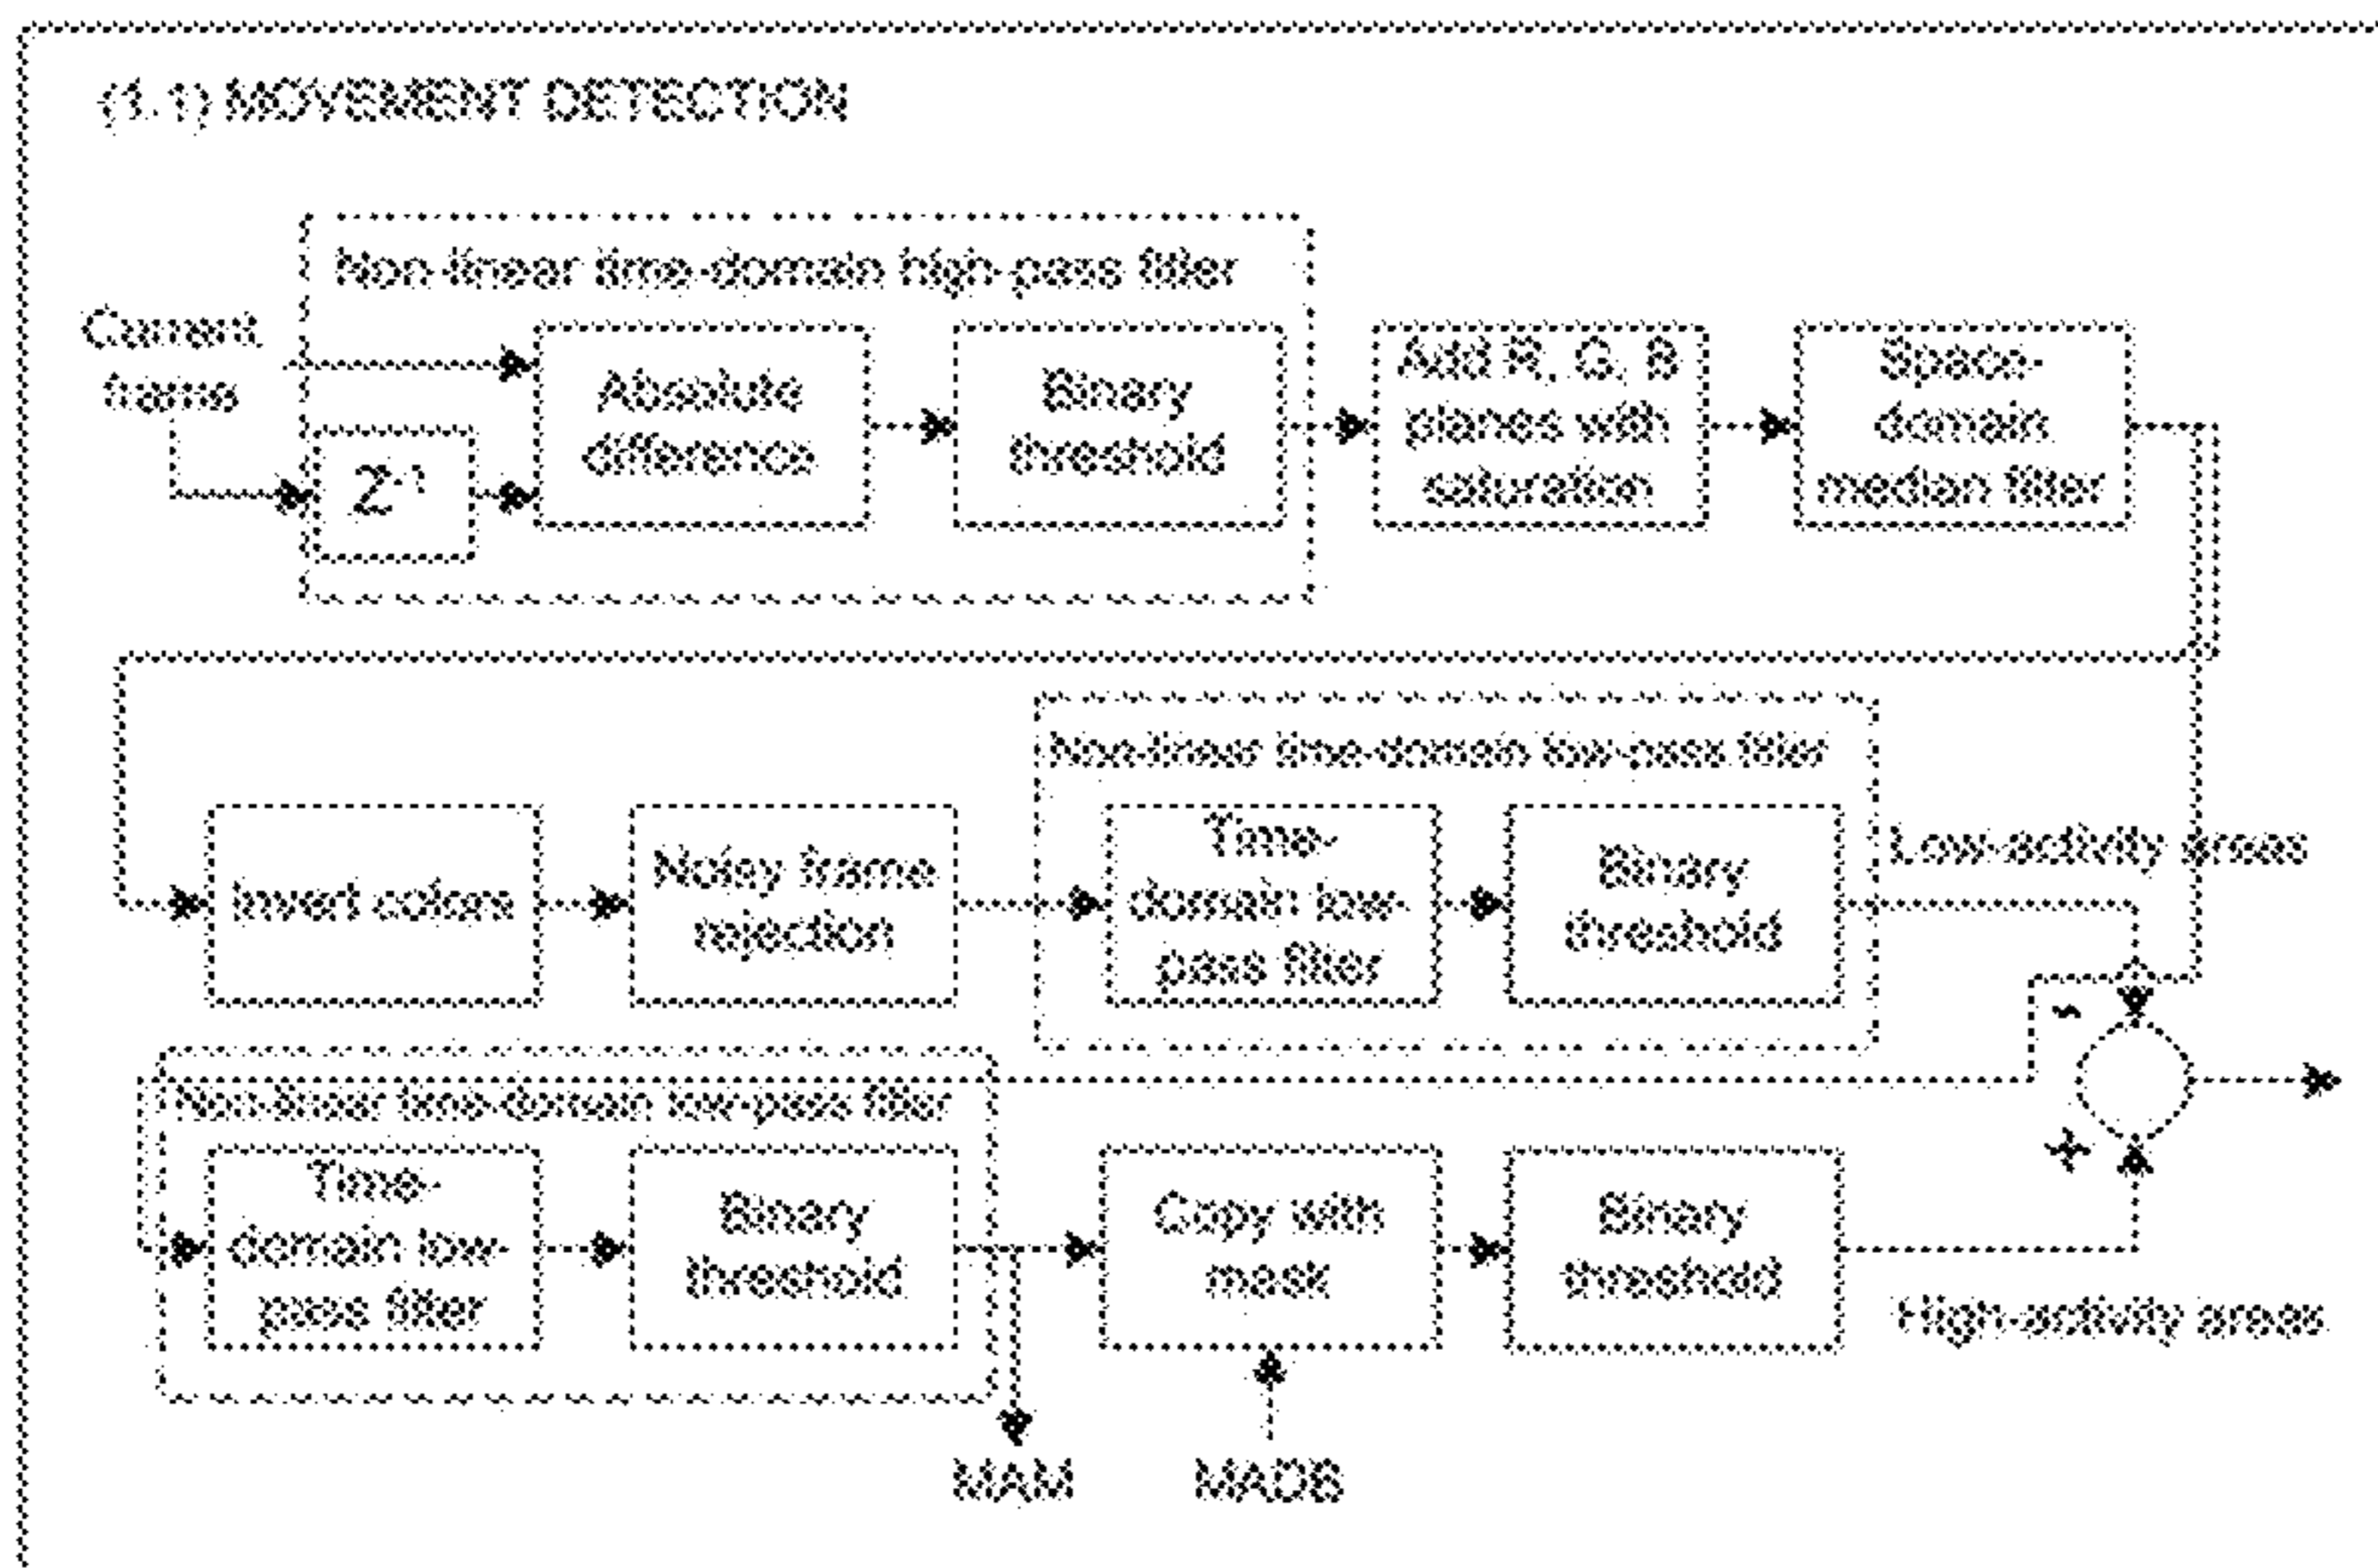 (1.1) MOVEMENT DETECTION
Non-linear time-domain high-pass filter
Current
frame
Z-1
Absolute
difference
Binary
threshold
Add R, G, B
planes with
saturation
Space-
domain
median filter
Non-linear time-domain low-pass filter
Invert colors
Noisy frame
rejection
Time-
domain low-
pass filter
Binary
threshold
Low-activity areas
-
+
Non-linear time-domain low-pass filter
Time-
domain low-
pass filter
Binary
threshold
Copy with
mask
Binary
threshold
High-activity areas
MAM
MAOB